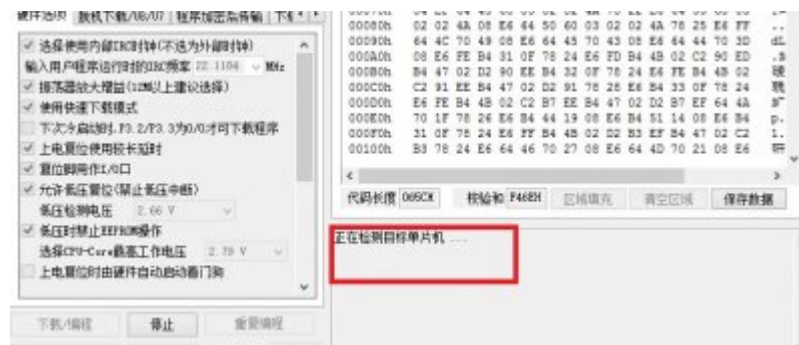 硬件选项 脱机下载/U8/U7 程序加密后传输
选择使用内部IRC时钟(不选为外部时钟)
输入用户程序运行时的IRC频率 22.1184 MHz
振荡器放大增益(12M以上建议选择)
使用快速下载模式
下次冷启动时,P3.2/P3.3为0/0才可下载程序
上电复位使用较长延时
复位脚用作I/O口
允许低压复位(禁止低压中断)
低压检测电压 2.66 V
低压时禁止EEPROM操作
选择CPU-Core最高工作电压 2.79 V
上电复位时由硬件自动启动看门狗
下载/编程 停止 重复编程
00080h 02 02 4A 08 E6 64 50 60 03 02 02 4A 78 25 E6 FF
00090h 64 4C 70 49 08 E6 64 45 70 43 08 E6 64 44 70 3D dL
000A0h 08 E6 FE B4 31 0F 78 24 E6 FD B4 4B 02 C2 90 ED
000B0h B4 47 02 D2 90 EE B4 32 0F 78 24 E6 FE B4 4B 02
000C0h C2 91 EE B4 47 02 D2 91 78 26 E6 B4 33 0F 78 24
000D0h E6 FE B4 4B 02 C2 B7 EE B4 47 02 D2 B7 EF 64 4A
000E0h 70 1F 78 26 E6 B4 44 19 08 E6 B4 51 14 08 E6 B4 p.
000F0h 31 0F 78 24 E6 FF B4 4B 02 D2 B3 EF B4 47 02 C2 1.
00100h B3 78 24 E6 64 46 70 27 08 E6 64 4D 70 21 08 E6
代码长度 065CH 校验和 F46EH 区域填充 清空区域 保存数据
正在检测目标单片机 ...